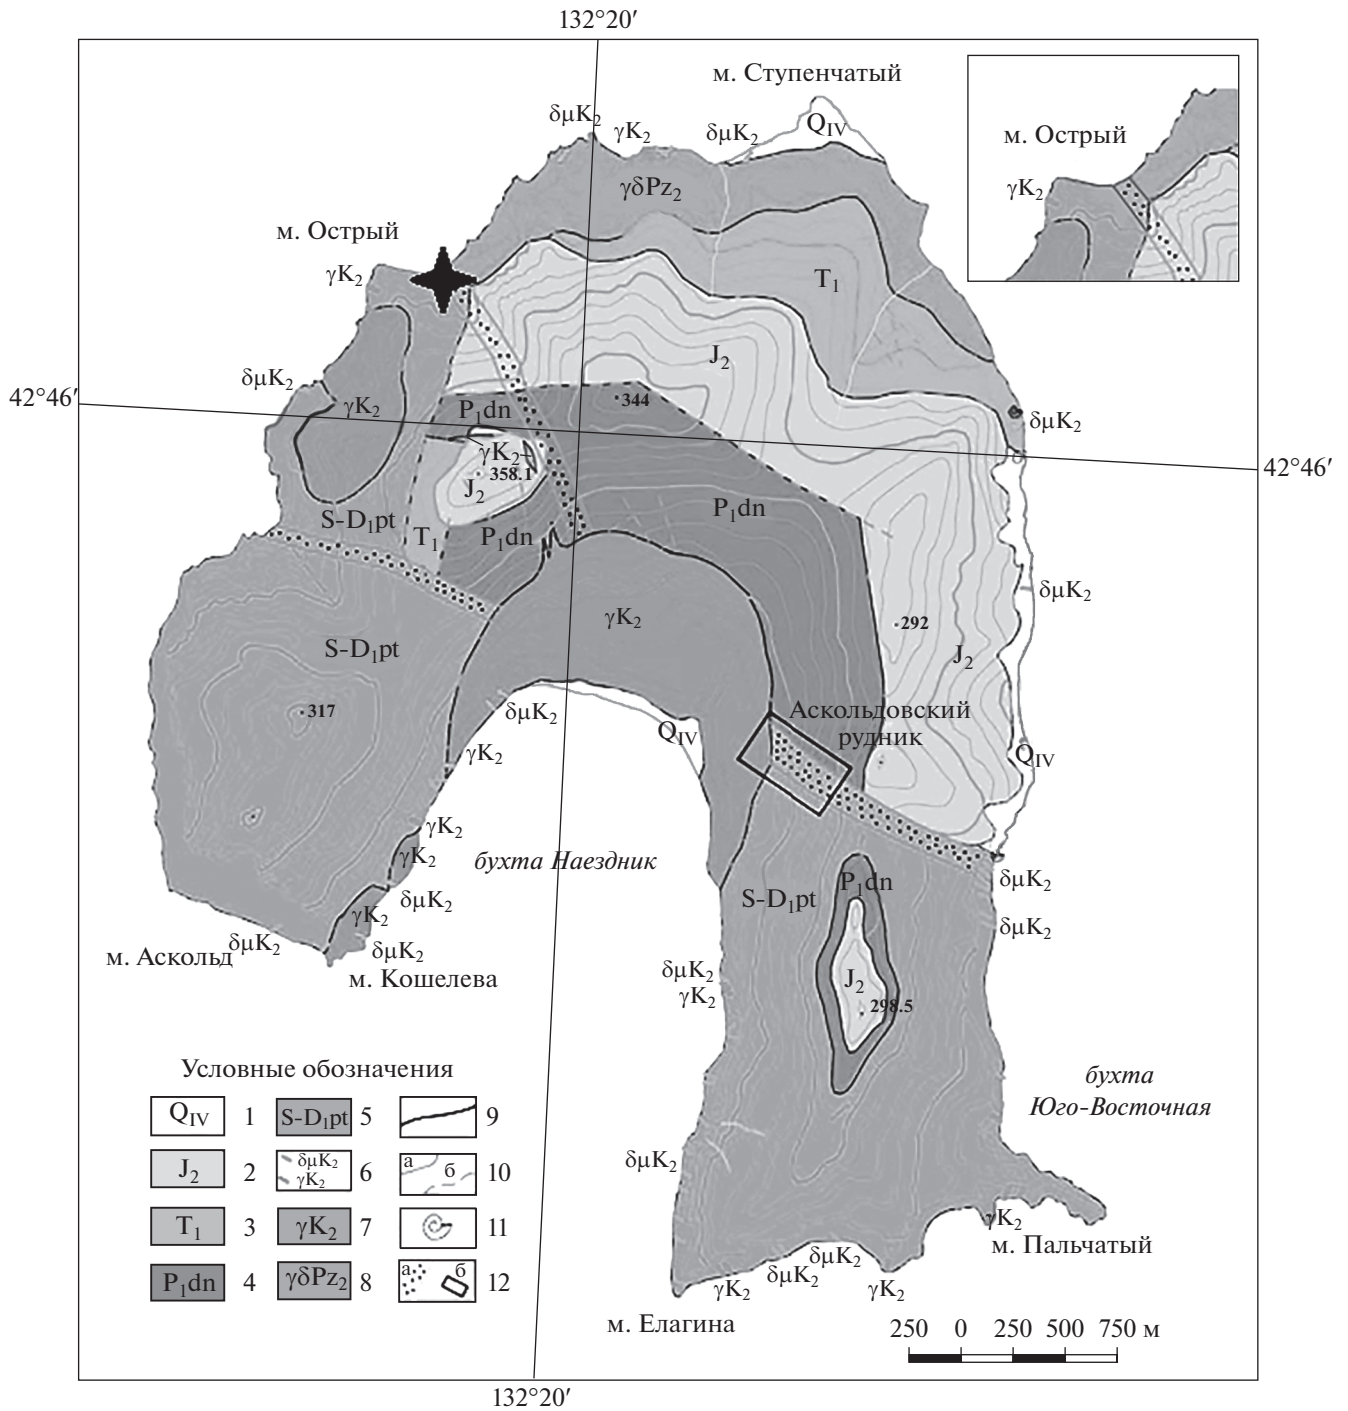 132°20′
м. Ступенчатый
δμK₂
γK₂
δμK₂
Q_IV
м. Острый
γK₂
γδPz₂
м. Острый
γK₂
T₁
J₂
δμK₂
42°46′
γK₂
P₁dn
344
δμK₂
γK₂
358.1
J₂
42°46′
S-D₁pt
T₁
P₁dn
P₁dn
δμK₂
γK₂
292
S-D₁pt
J₂
317
δμK₂
Аскольдовский
рудник
Q_IV
γK₂
Q_IV
γK₂
γK₂
бухта Наездник
δμK₂
P₁dn
S-D₁pt
δμK₂
γK₂
δμK₂
δμK₂
δμK₂
м. Аскольд
м. Кошелева
δμK₂
γK₂
J₂
298.5
Условные обозначения
бухта
Юго-Восточная
Q_IV 1
S-D₁pt 5
9
J₂ 2
δμK₂
γK₂ 6
а б 10
T₁ 3
γK₂ 7
11
P₁dn 4
γδPz₂ 8
а б 12
δμK₂
γK₂
м. Пальчатый
δμK₂
δμK₂
γK₂
γK₂
м. Елагина
250 0 250 500 750 м
132°20′